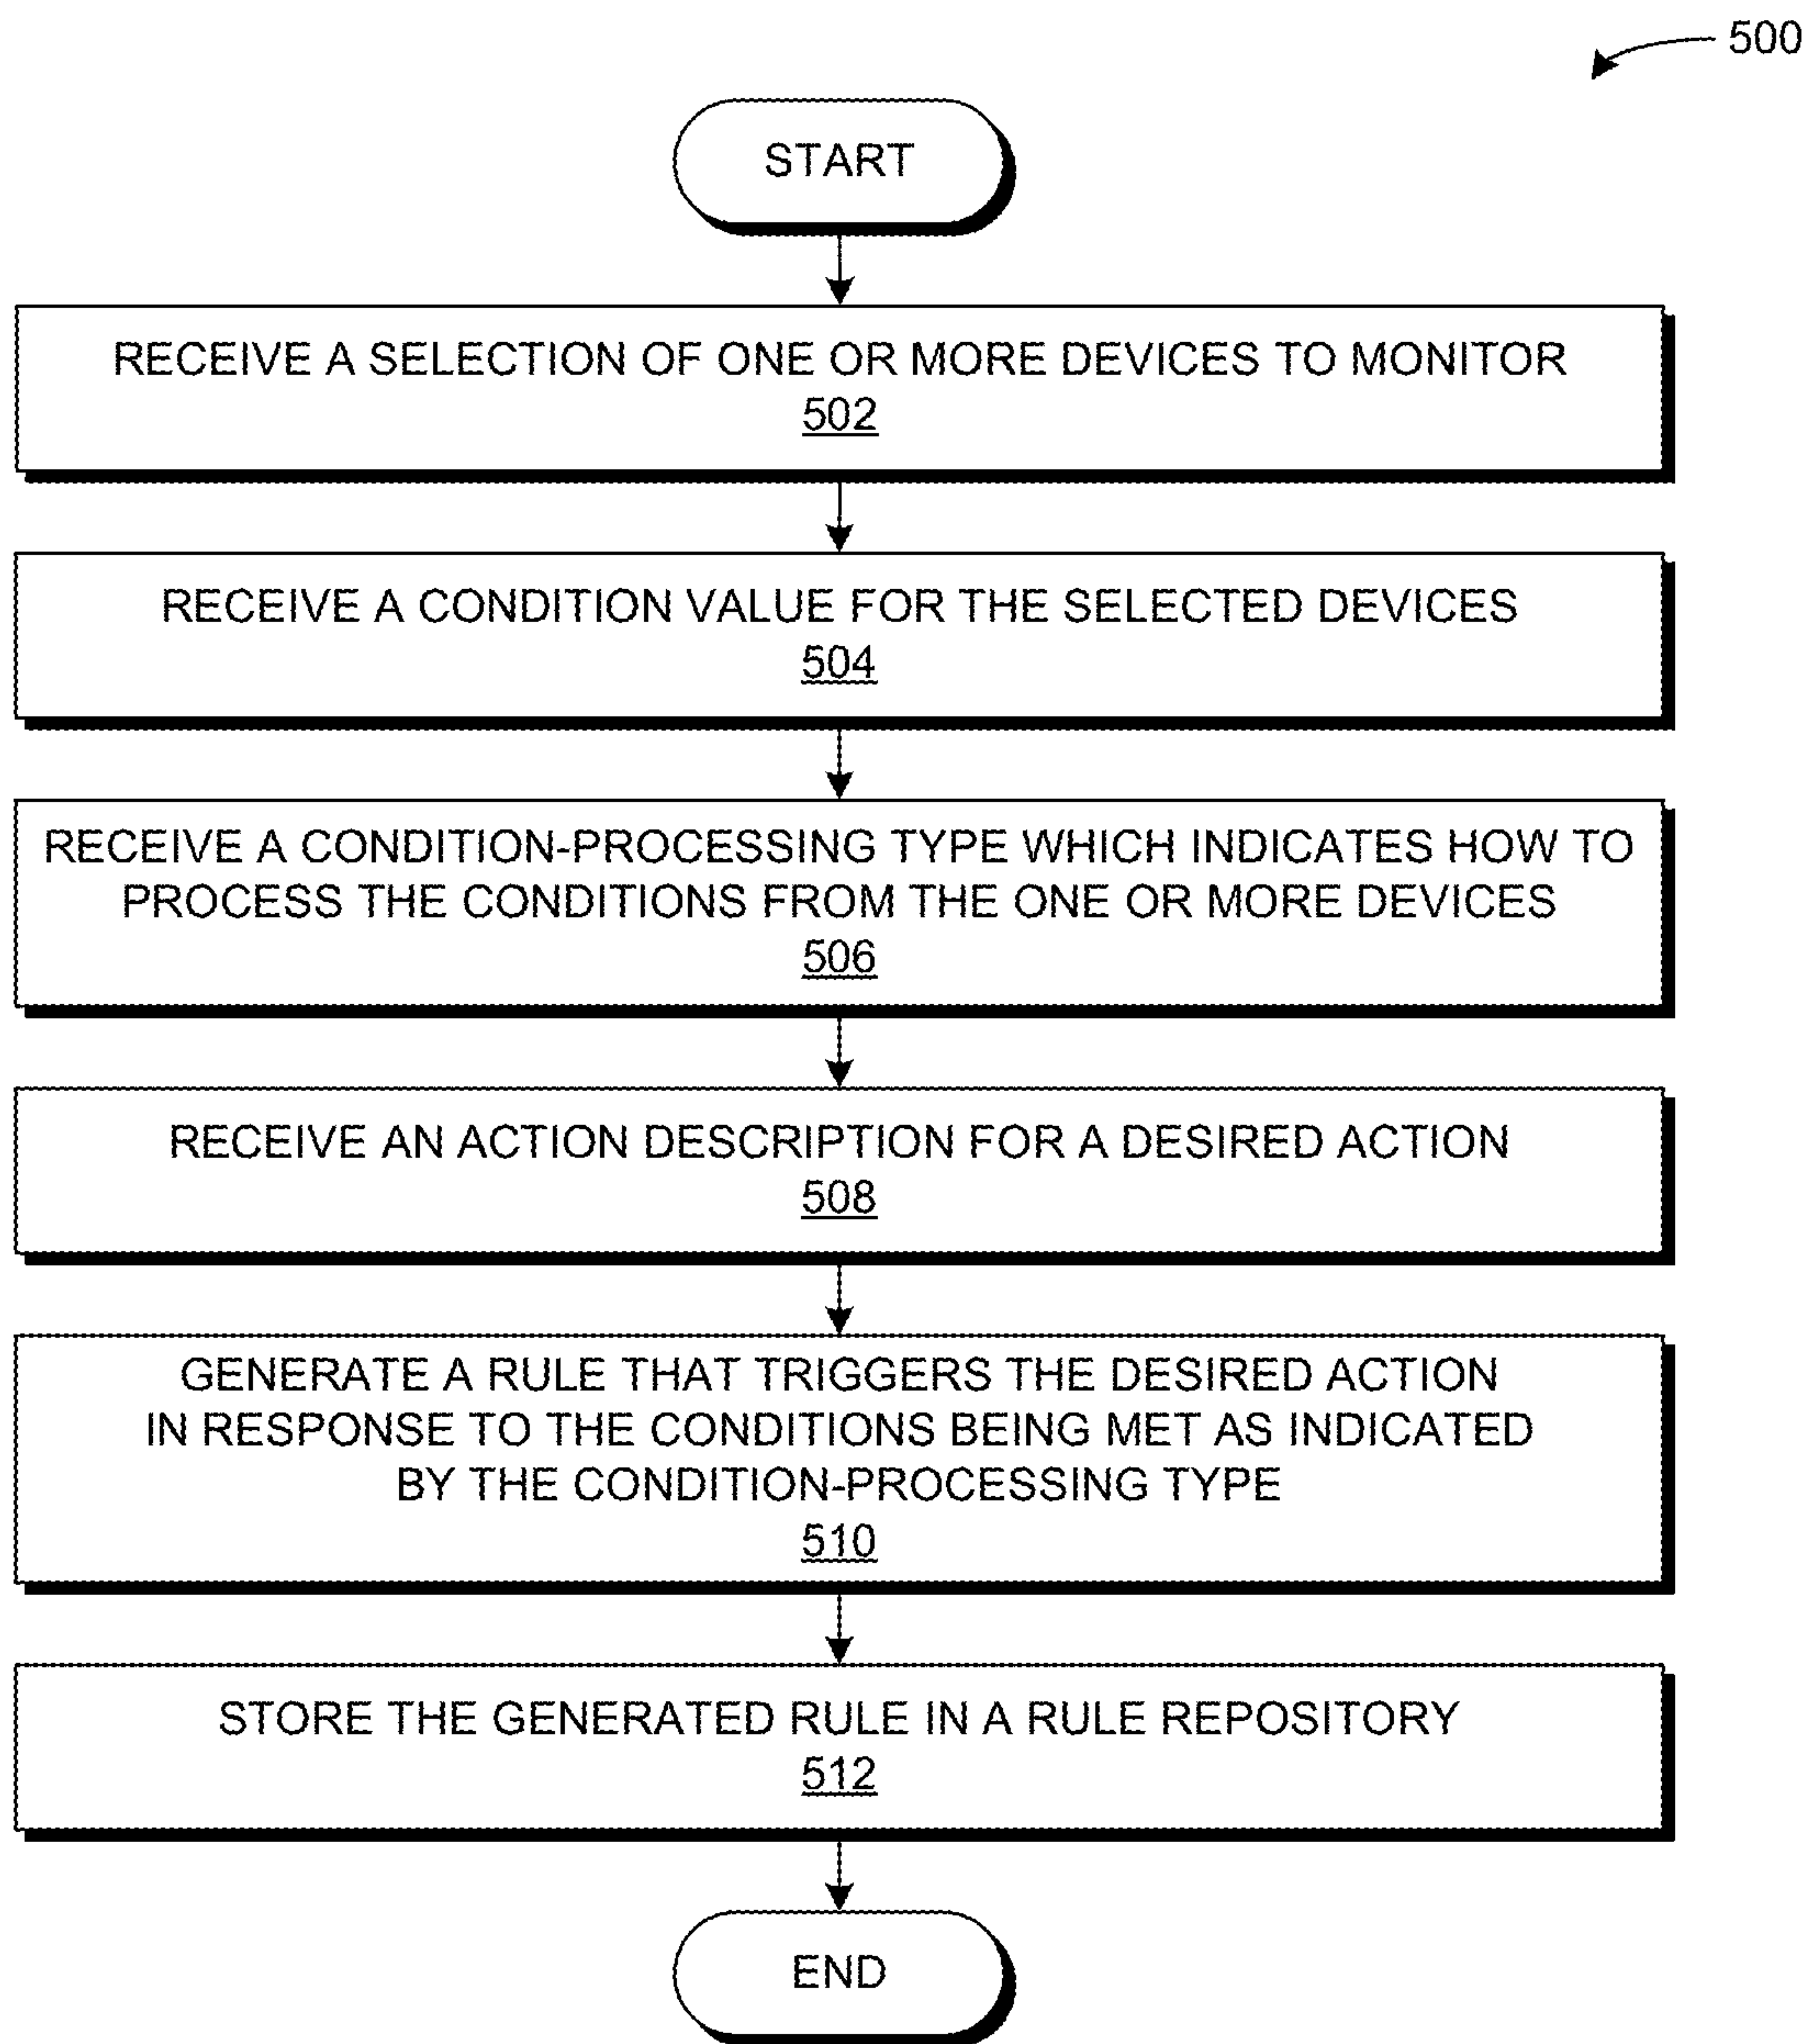 500
START
RECEIVE A SELECTION OF ONE OR MORE DEVICES TO MONITOR
502
RECEIVE A CONDITION VALUE FOR THE SELECTED DEVICES
504
RECEIVE A CONDITION-PROCESSING TYPE WHICH INDICATES HOW TO
PROCESS THE CONDITIONS FROM THE ONE OR MORE DEVICES
506
RECEIVE AN ACTION DESCRIPTION FOR A DESIRED ACTION
508
GENERATE A RULE THAT TRIGGERS THE DESIRED ACTION
IN RESPONSE TO THE CONDITIONS BEING MET AS INDICATED
BY THE CONDITION-PROCESSING TYPE
510
STORE THE GENERATED RULE IN A RULE REPOSITORY
512
END